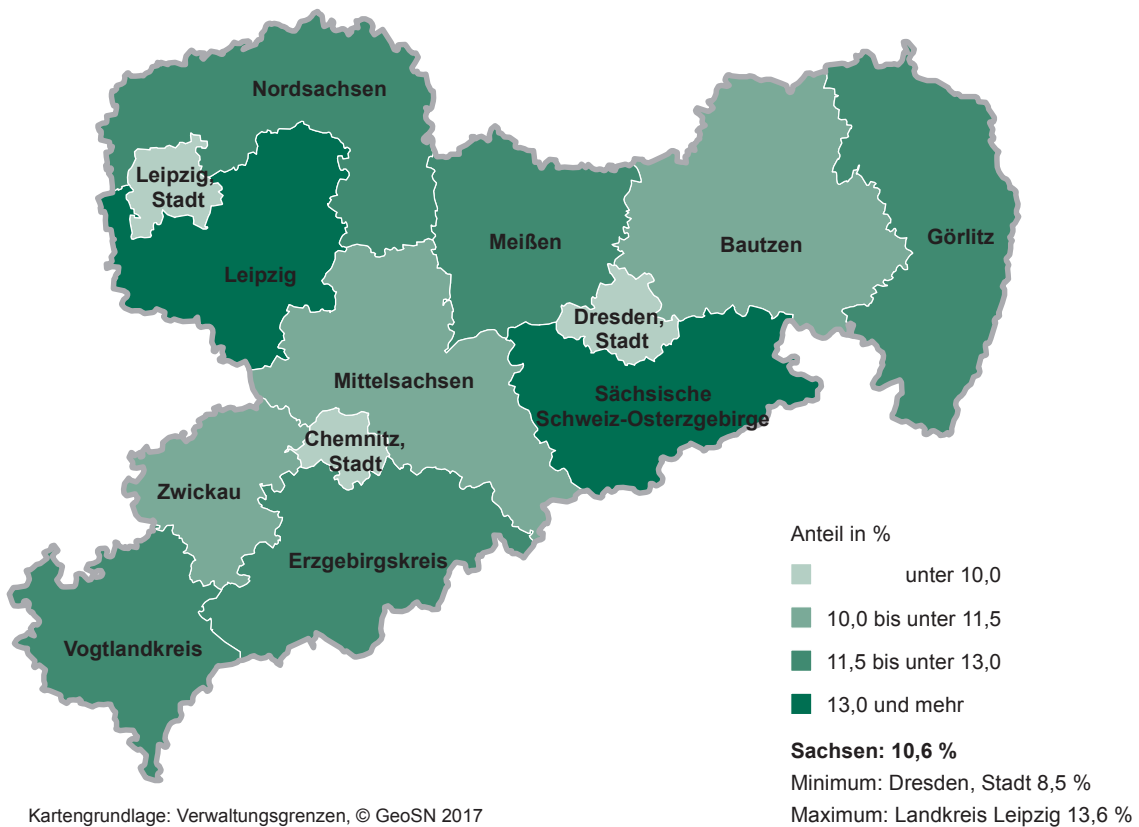 Nordsachsen
Leipzig,
Stadt
Leipzig
Meißen
Bautzen
Görlitz
Dresden,
Stadt
Mittelsachsen
Sächsische
Schweiz-Osterzgebirge
Chemnitz,
Stadt
Zwickau
Erzgebirgskreis
Vogtlandkreis
Anteil in %
unter 10,0
10,0 bis unter 11,5
11,5 bis unter 13,0
13,0 und mehr
Sachsen: 10,6 %
Minimum: Dresden, Stadt 8,5 %
Maximum: Landkreis Leipzig 13,6 %
Kartengrundlage: Verwaltungsgrenzen, © GeoSN 2017